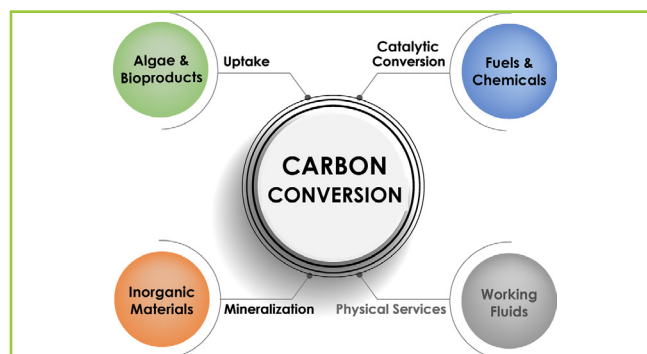 Algae &
Bioproducts
Uptake
Catalytic
Conversion
Fuels &
Chemicals
CARBON
CONVERSION
Inorganic
Materials
Mineralization
Physical Services
Working
Fluids